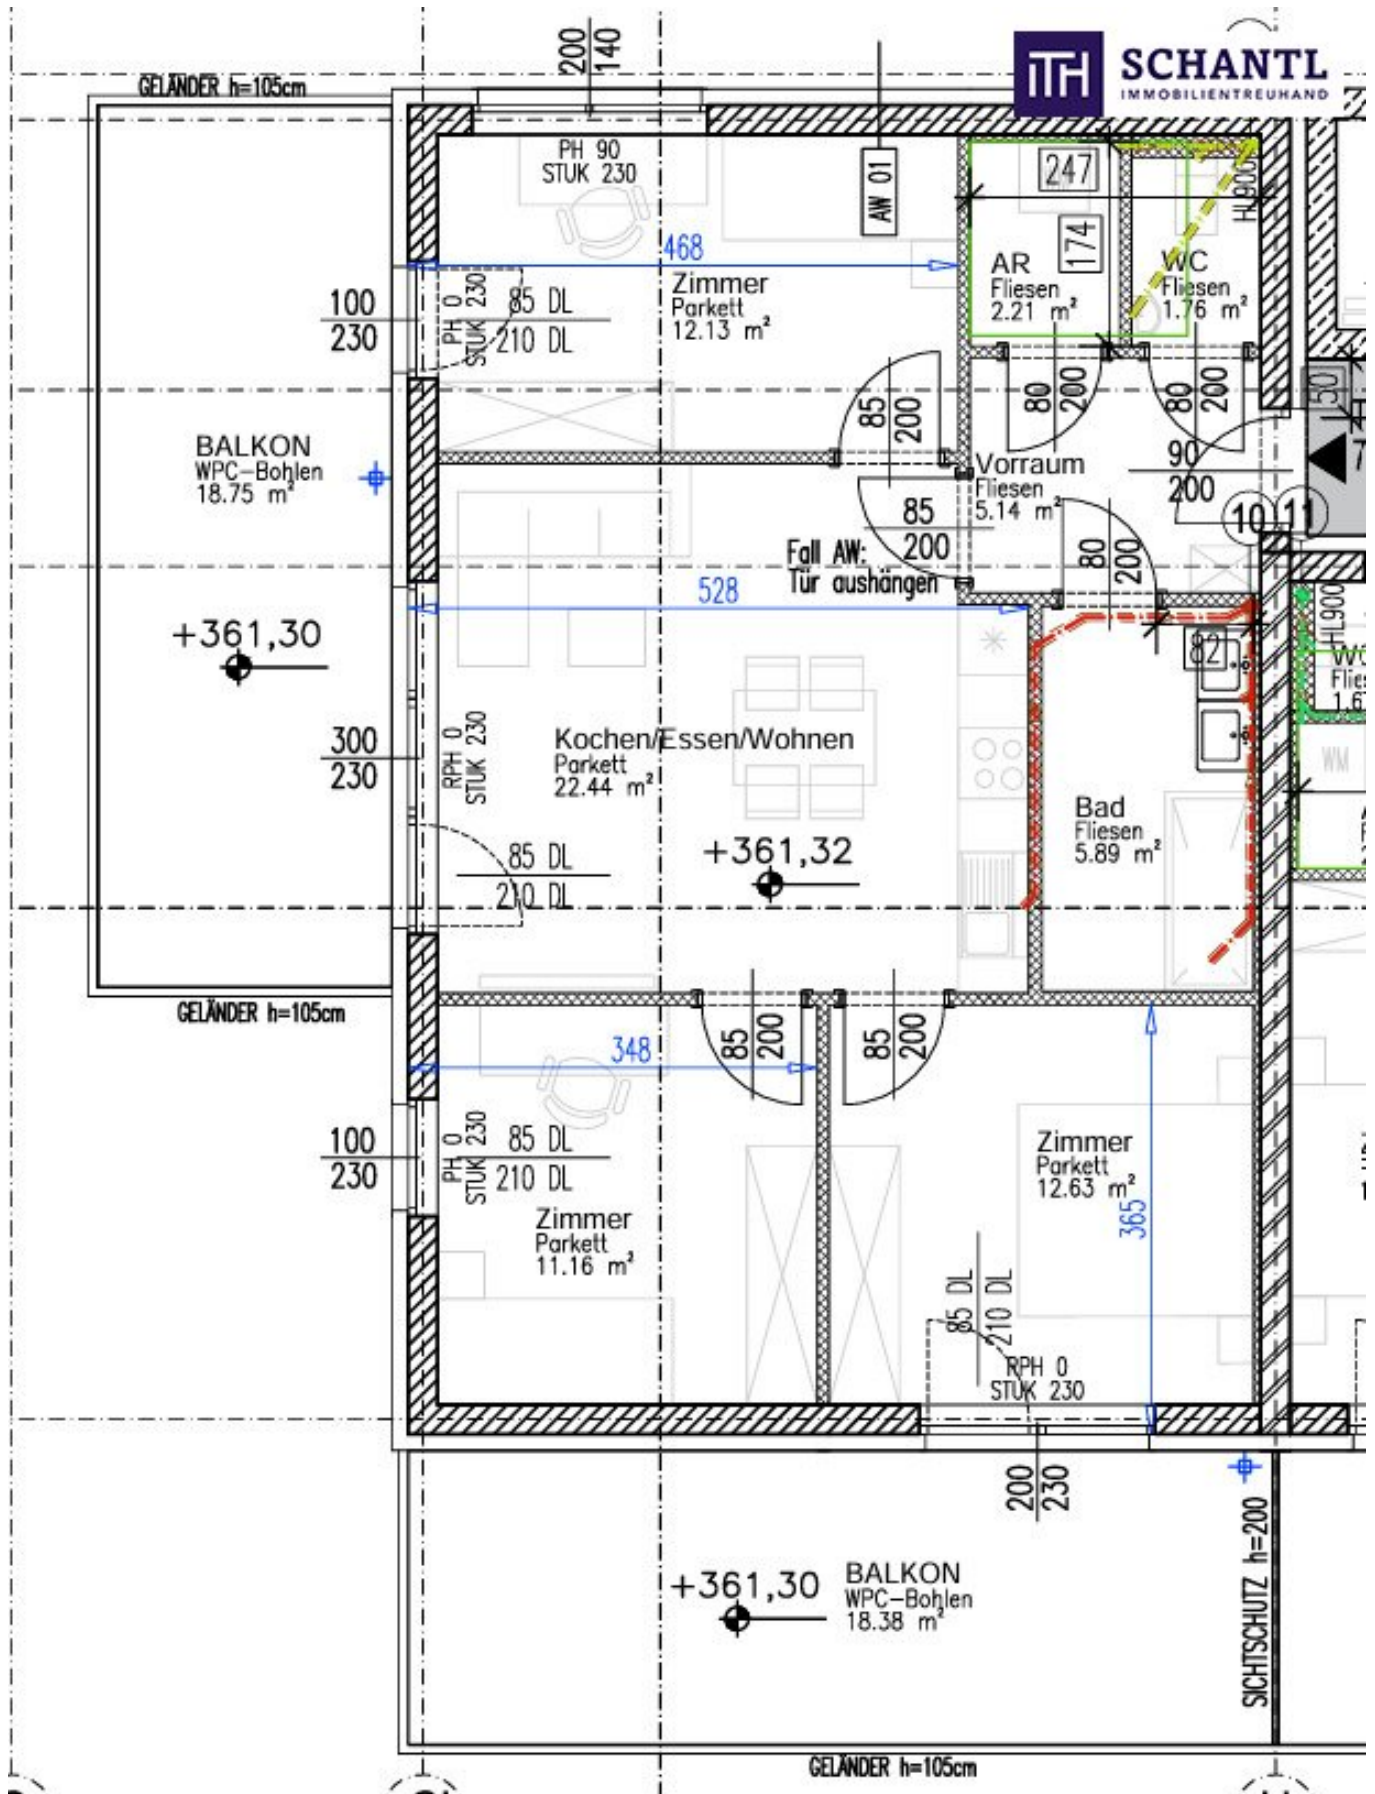 SCHANTL
IMMOBILIENTREUHAND
GELÄNDER h=105cm
200
140
PH 90
STUK 230
AW 01
247
174
HL900
468
Zimmer
Parkett
12.13 m²
AR
Fliesen
2.21 m²
WC
Fliesen
1.76 m²
100
230
PH 0
STUK 230
85 DL
210 DL
85
200
80
200
80
200
BALKON
WPC-Bohlen
18.75 m²
Vorraum
Fliesen
5.14 m²
90
200
10
11
85
200
Fall AW:
Tür aushängen
80
200
528
+361,30
82
HL900
300
230
RPH 0
STUK 230
Kochen/Essen/Wohnen
Parkett
22.44 m²
WM
Bad
Fliesen
5.89 m²
+361,32
85 DL
210 DL
GELÄNDER h=105cm
348
85
200
85
200
100
230
PH 0
STUK 230
85 DL
210 DL
Zimmer
Parkett
12.63 m²
365
Zimmer
Parkett
11.16 m²
85 DL
210 DL
RPH 0
STUK 230
200
230
SICHTSCHUTZ h=200
+361,30
BALKON
WPC-Bohlen
18.38 m²
GELÄNDER h=105cm